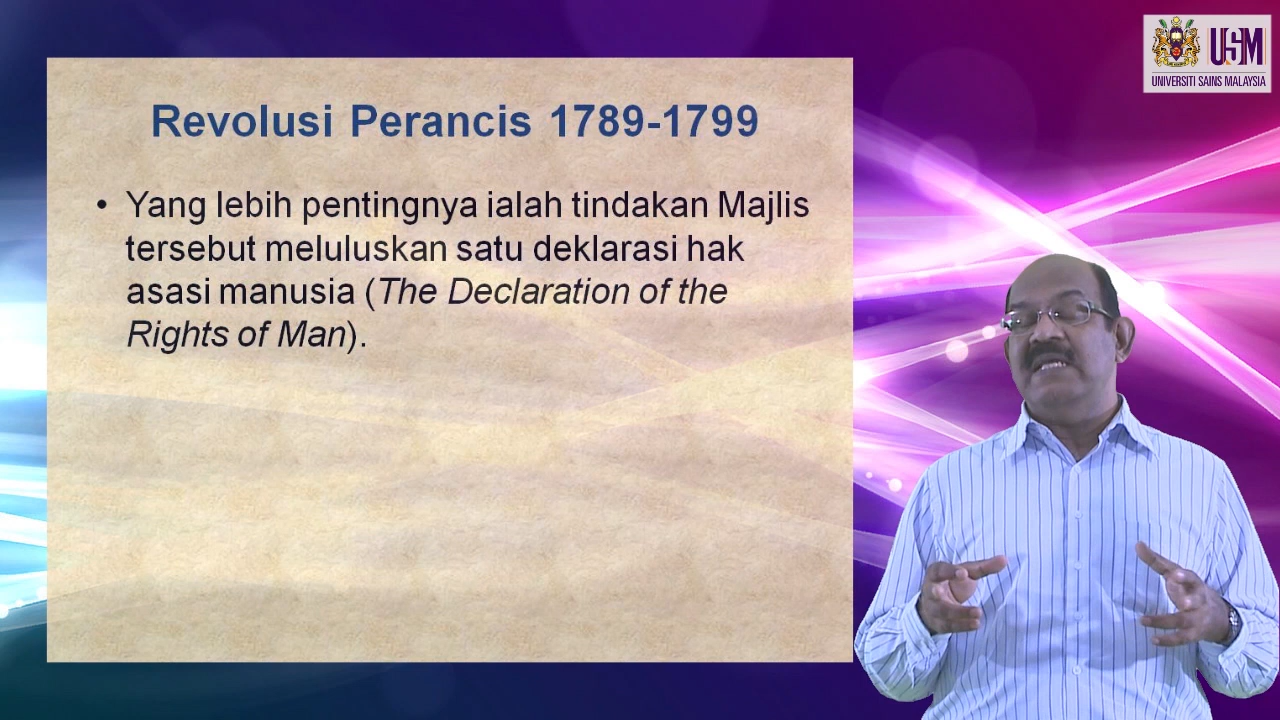 USM
UNIVERSITI SAINS MALAYSIA
Revolusi Perancis 1789-1799
• Yang lebih pentingnya ialah tindakan Majlis
tersebut meluluskan satu deklarasi hak
asasi manusia (The Declaration of the
Rights of Man).